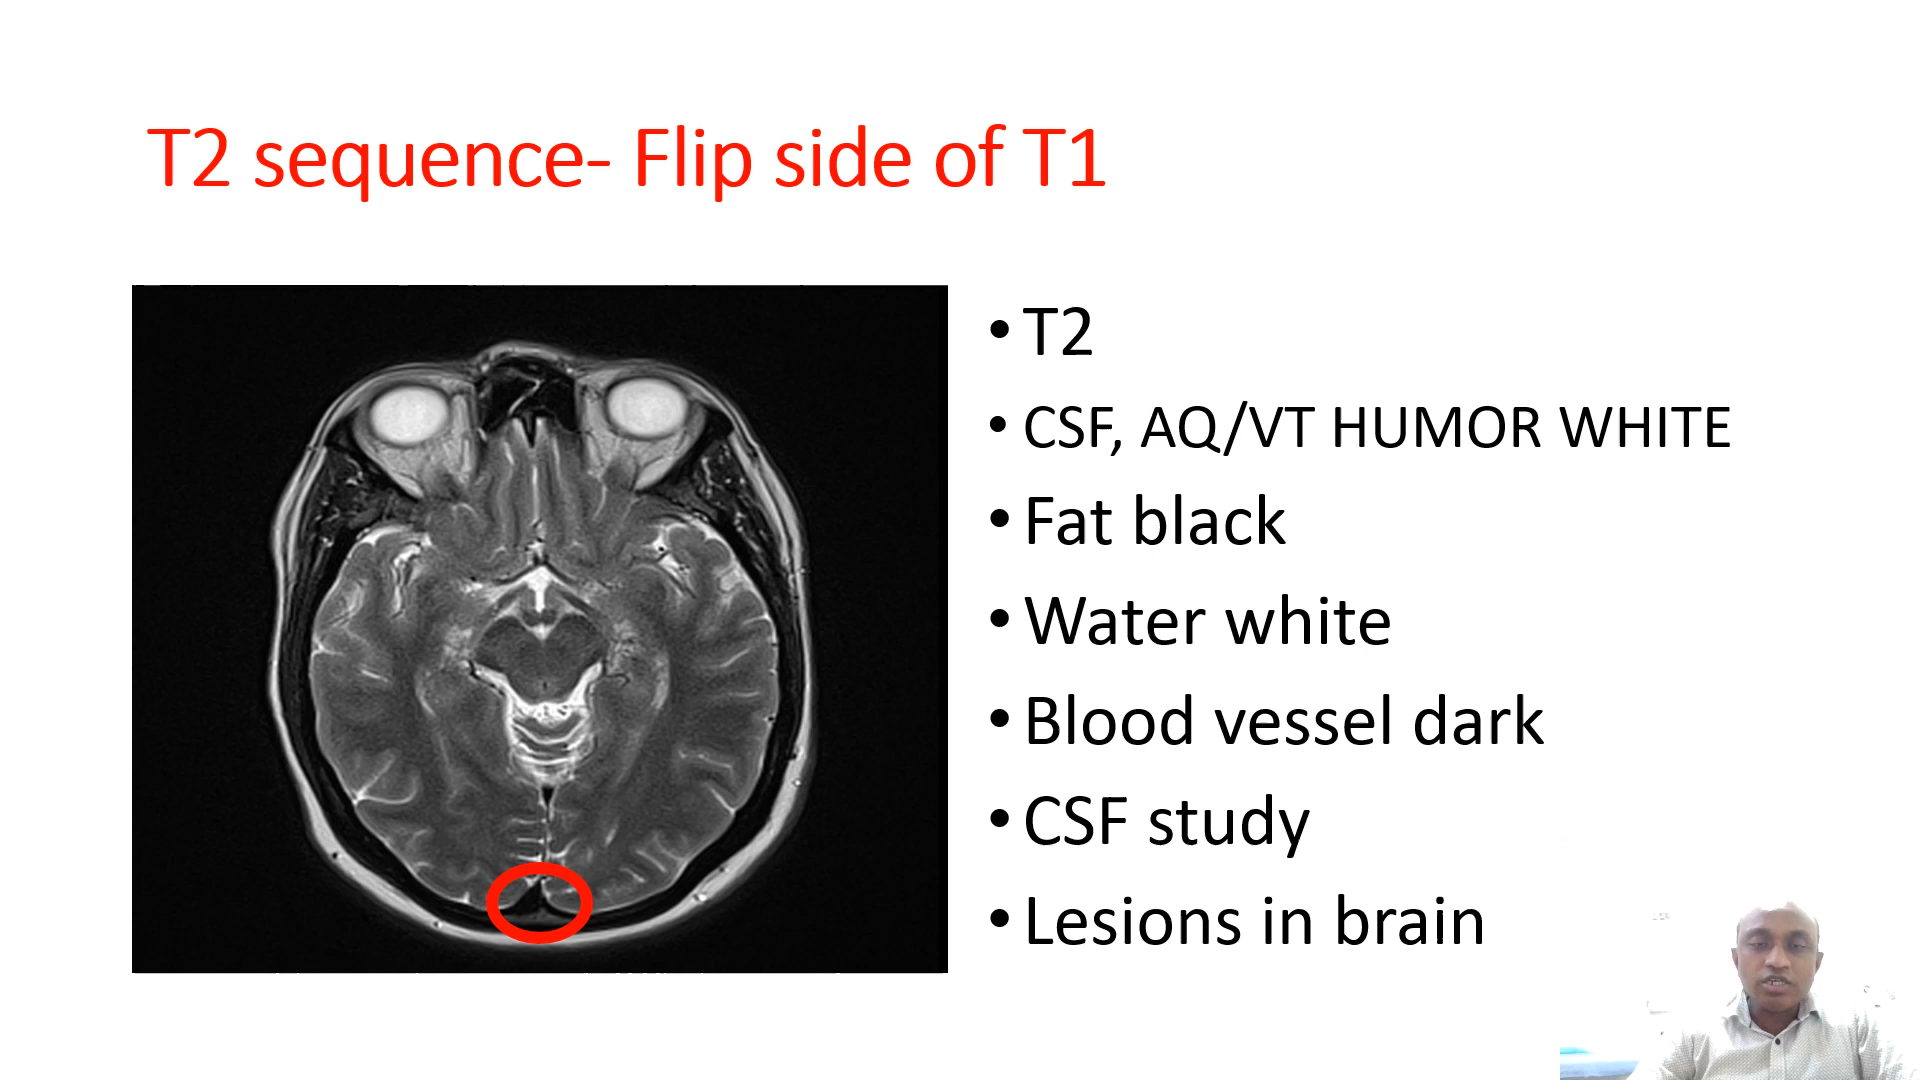 T2 sequence- Flip side of T1
• T2
• CSF, AQ/VT HUMOR WHITE
• Fat black
• Water white
• Blood vessel dark
• CSF study
• Lesions in brain